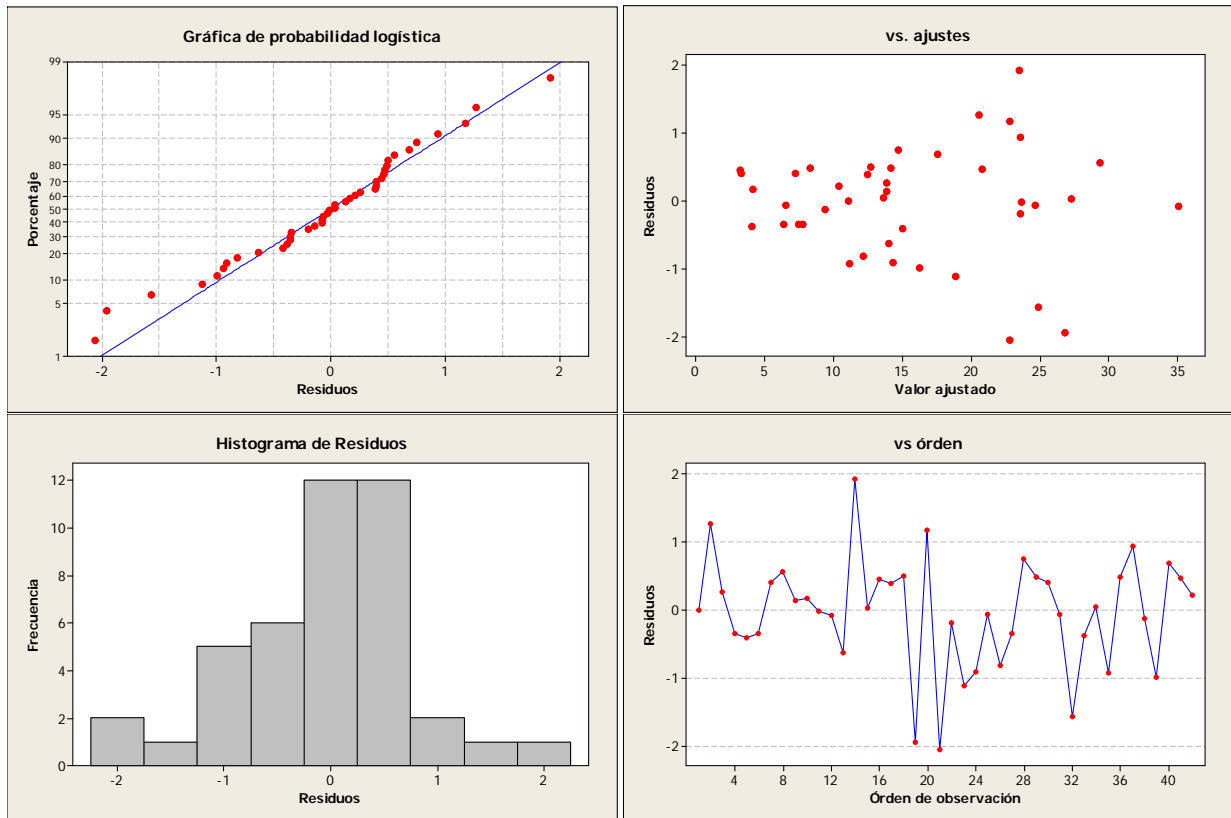 Gráfica de probabilidad logística
99
95
90
80
70
60
50
40
30
20
10
5
1
Porcentaje
-2 -1 0 1 2
Residuos
vs. ajustes
2
1
0
-1
-2
Residuos
0 5 10 15 20 25 30 35
Valor ajustado
Histograma de Residuos
12
10
8
6
4
2
0
Frecuencia
-2 -1 0 1 2
Residuos
vs órden
2
1
0
-1
-2
Residuos
4 8 12 16 20 24 28 32 36 40
Órden de observación